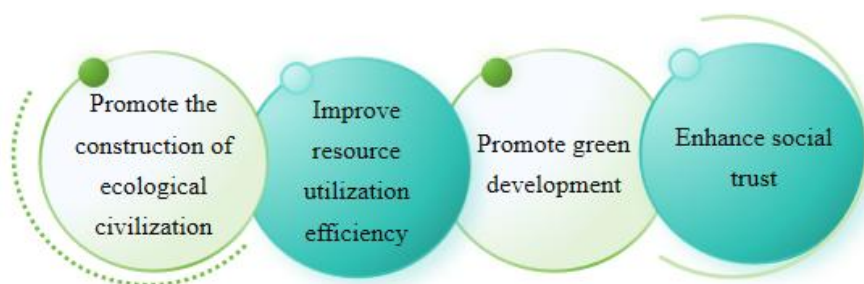 Promote the
construction of
ecological
civilization
Improve
resource
utilization
efficiency
Promote green
development
Enhance social
trust